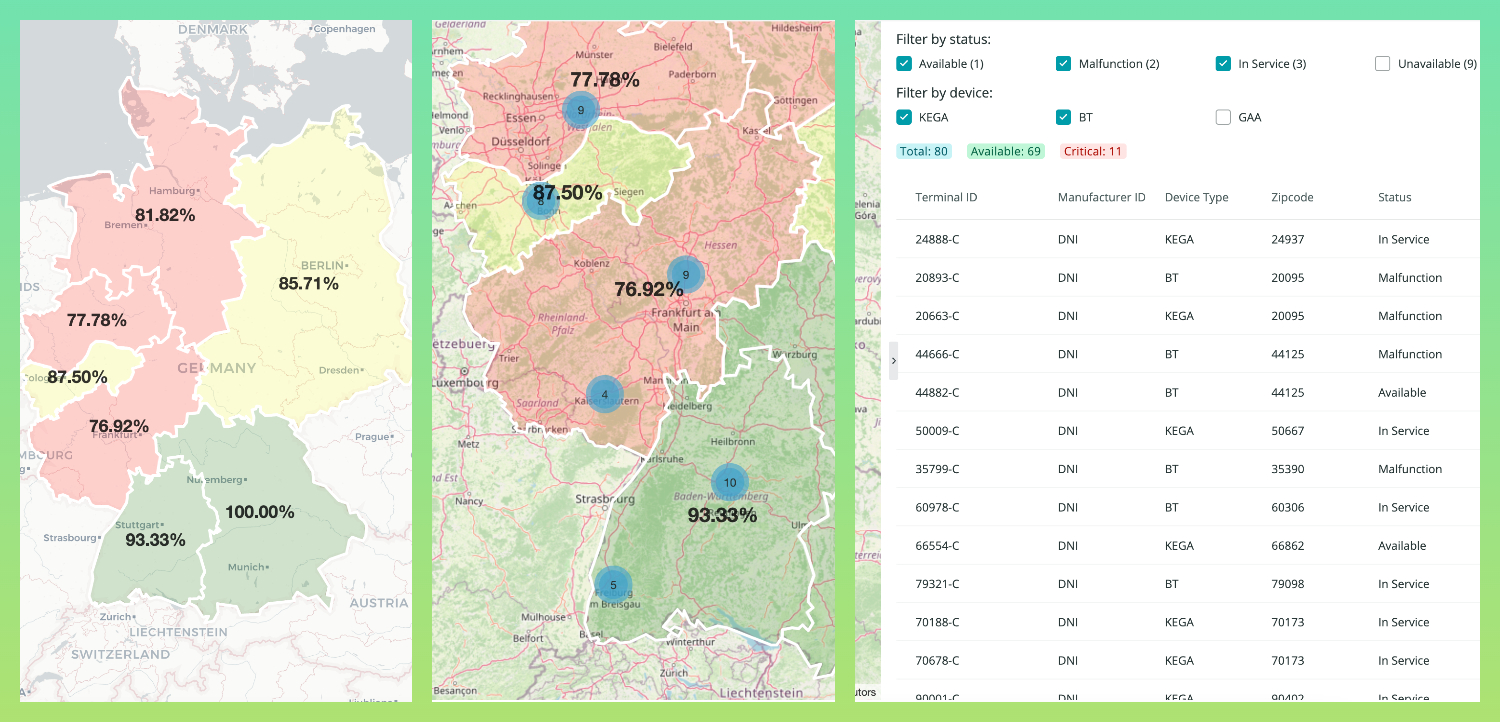 DENMARK
Copenhagen
Hamburg
81.82%
Bremen
BERLIN
85.71%
77.78%
GERMANY
Dresden
87.50%
76.92%
Frankfurt
Prague
Nuremberg
100.00%
Stuttgart
93.33%
Strasbourg
Munich
AUSTRIA
Zurich
LIECHTENSTEIN
SWITZERLAND
Gelderland
Bielefeld
Hildesheim
Münster
77.78%
Paderborn
Recklinghausen
9
Göttingen
Essen
Düsseldorf
Kassel
Venlo
Solingen
87.50%
8
Siegen
Bonn
Hessen
Koblenz
9
76.92%
Rheinland-
Pfalz
Frankfurt am
Main
Trier
Würzburg
Luxembourg
4
Kaiserslautern
Heidelberg
Saarland
Saarbrücken
Metz
Heilbronn
Karlsruhe
10
Nancy
Strasbourg
Baden-Württemberg
93.33%
Ulm
5
Freiburg
im Breisgau
Mulhouse
Belfort
Basel
Winterthur
Zürich
Besançon
Liechtenstein
Filter by status:
Available (1)
Malfunction (2)
In Service (3)
Unavailable (9)
Filter by device:
KEGA
BT
GAA
Total: 80
Available: 69
Critical: 11
Terminal ID Manufacturer ID Device Type Zipcode Status
24888-C DNI KEGA 24937 In Service
20893-C DNI BT 20095 Malfunction
20663-C DNI KEGA 20095 Malfunction
44666-C DNI BT 44125 Malfunction
44882-C DNI BT 44125 Available
50009-C DNI KEGA 50667 In Service
35799-C DNI BT 35390 Malfunction
60978-C DNI BT 60306 In Service
66554-C DNI KEGA 66862 Available
79321-C DNI BT 79098 In Service
70188-C DNI KEGA 70173 In Service
70678-C DNI KEGA 70173 In Service
90001-C DNI KEGA 90402 In Service